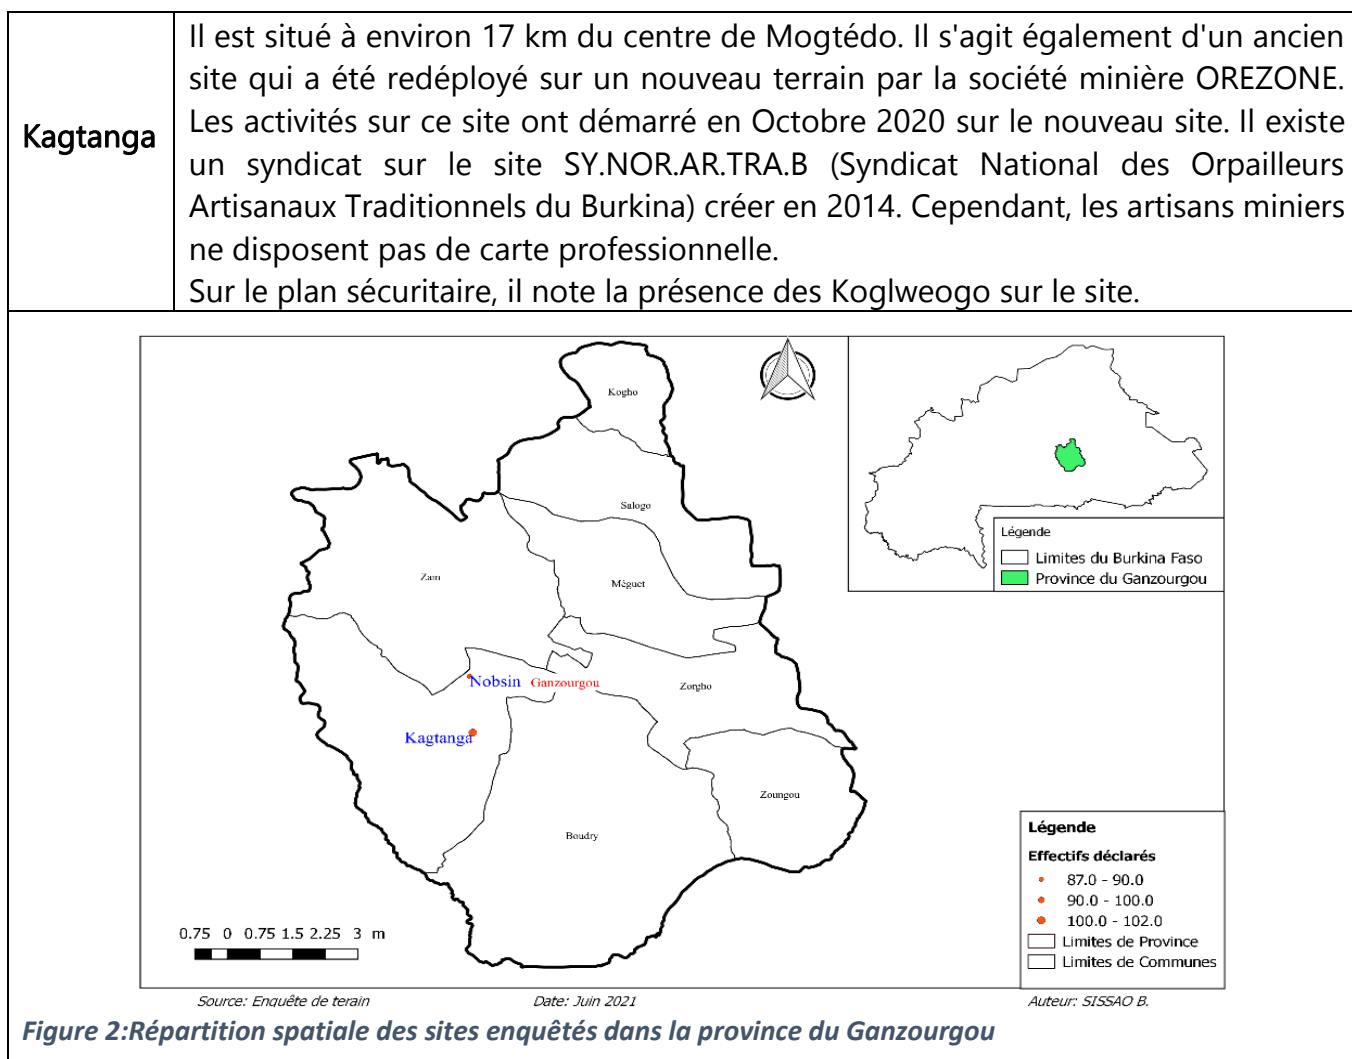 Kagtanga
Il est situé à environ 17 km du centre de Mogtédo. Il s'agit également d'un ancien
site qui a été redéployé sur un nouveau terrain par la société minière OREZONE.
Les activités sur ce site ont démarré en Octobre 2020 sur le nouveau site. Il existe
un syndicat sur le site SY.NOR.AR.TRA.B (Syndicat National des Orpailleurs
Artisanaux Traditionnels du Burkina) créer en 2014. Cependant, les artisans miniers
ne disposent pas de carte professionnelle.
Sur le plan sécuritaire, il note la présence des Koglweogo sur le site.
Kogho
Salogo
Zam
Méguet
Nobsin
Ganzourgou
Zorgho
Kagtanga
Zoungou
Boudry
Légende
Limites du Burkina Faso
Province du Ganzourgou
Légende
Effectifs déclarés
87.0 - 90.0
90.0 - 100.0
100.0 - 102.0
Limites de Province
Limites de Communes
0.75 0 0.75 1.5 2.25 3 m
Source: Enquête de terain
Date: Juin 2021
Auteur: SISSAO B.
Figure 2:Répartition spatiale des sites enquêtés dans la province du Ganzourgou